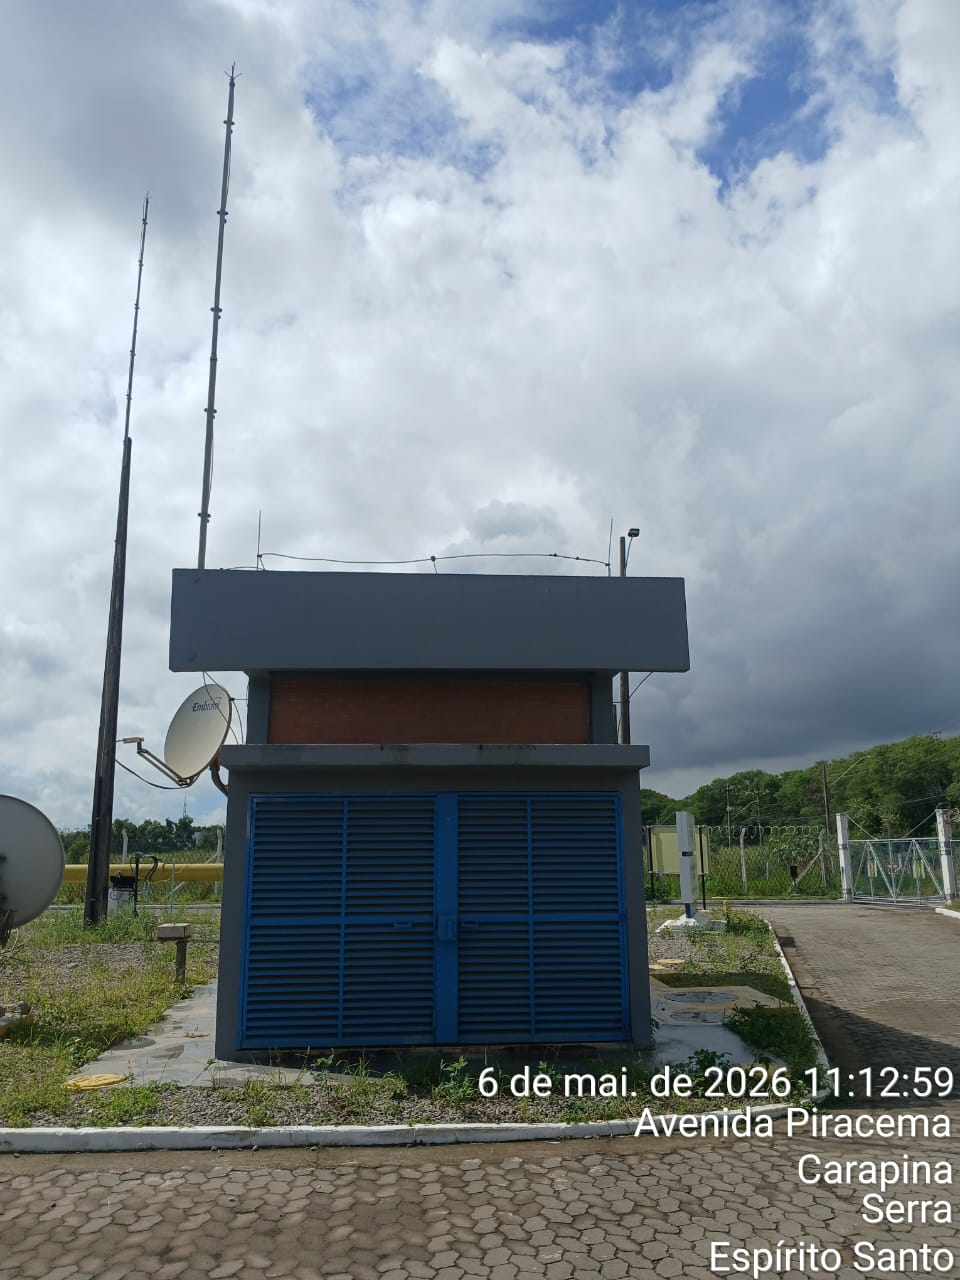 Embratel
6 de mai. de 2026 11:12:59
Avenida Piracema
Carapina
Serra
Espírito Santo